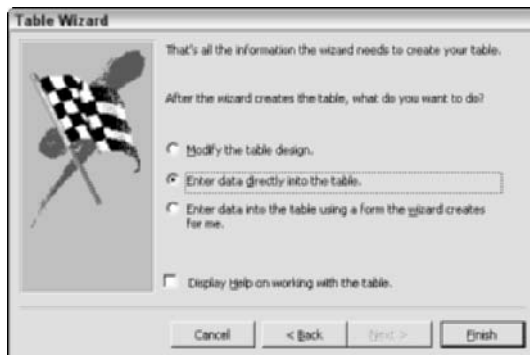 Table Wizard
That's all the information the wizard needs to create your table.
After the wizard creates the table, what do you want to do?
Modify the table design.
Enter data directly into the table.
Enter data into the table using a form the wizard creates
for me.
Display Help on working with the table.
Cancel
< Back
Next >
Finish